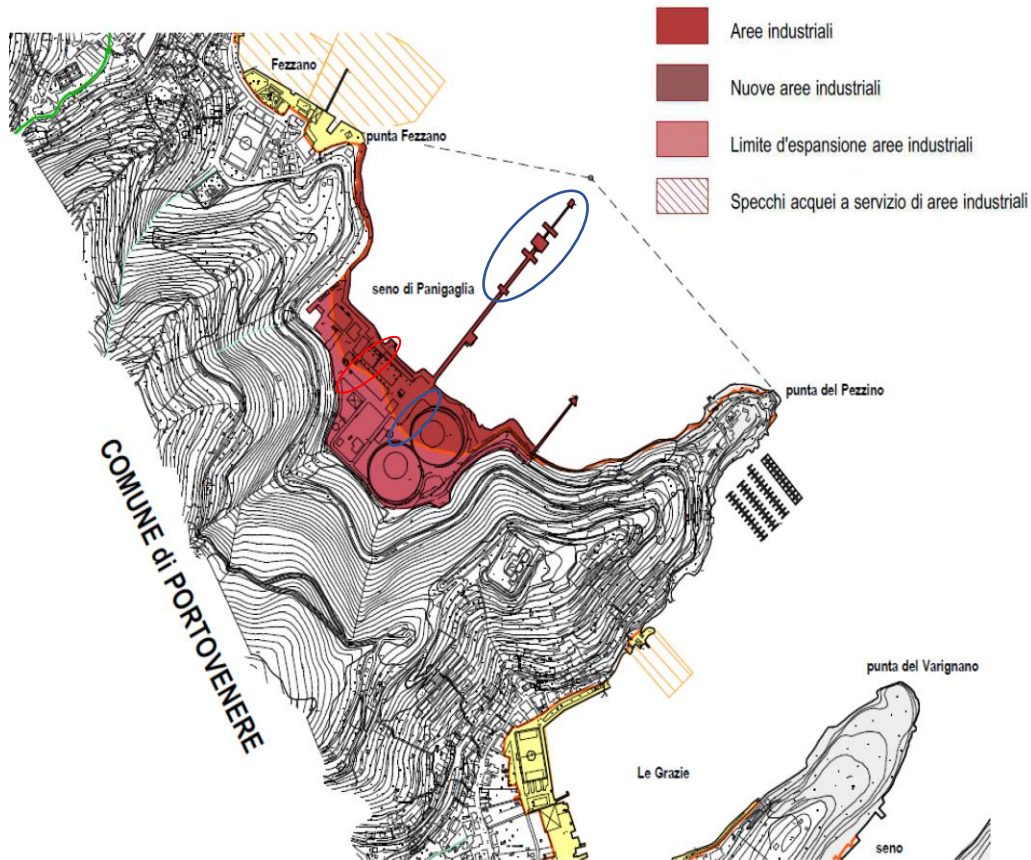 Aree industriali
Nuove aree industriali
Limite d'espansione aree industriali
Specchi acquei a servizio di aree industriali
Fezzano
punta Fezzano
seno di Panigaglia
punta del Pezzino
COMUNE di PORTOVENERE
punta del Varignano
Le Grazie
seno